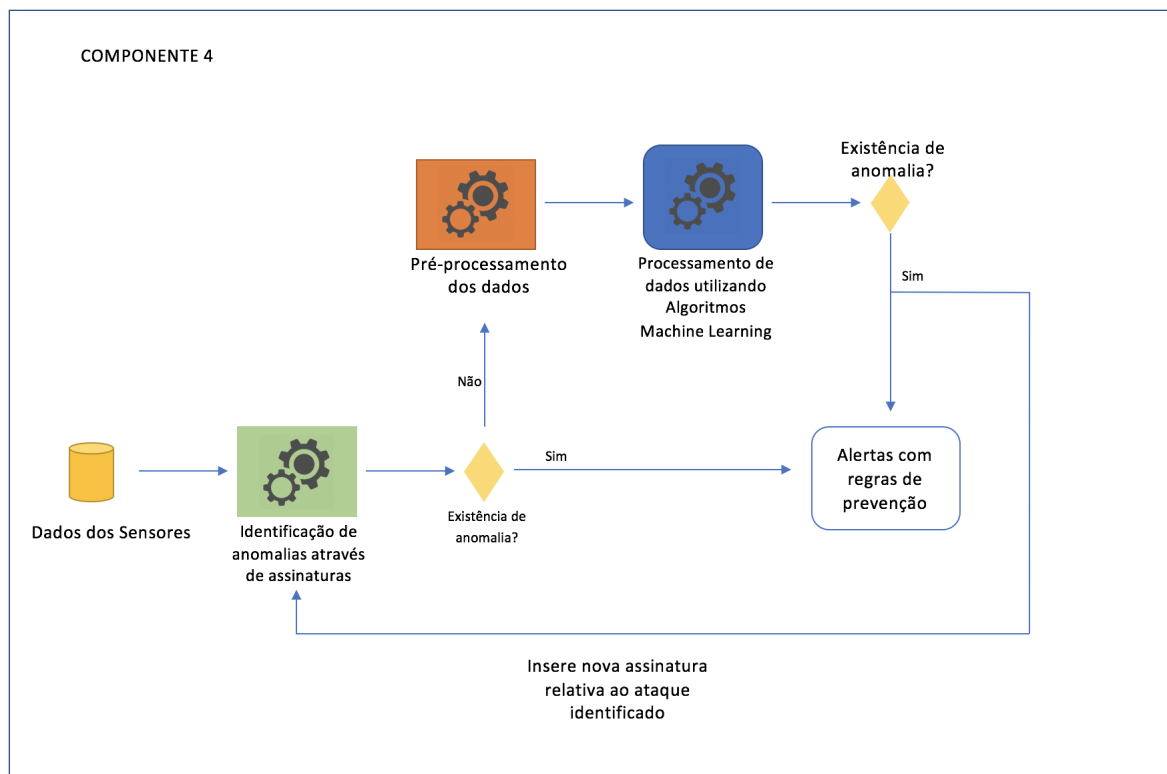 COMPONENTE 4
Existência de
anomalia?
Pré-processamento
dos dados
Processamento de
dados utilizando
Algoritmos
Machine Learning
Sim
Não
Dados dos Sensores
Identificação de
anomalias através
de assinaturas
Existência de
anomalia?
Sim
Alertas com
regras de
prevenção
Insere nova assinatura
relativa ao ataque
identificado